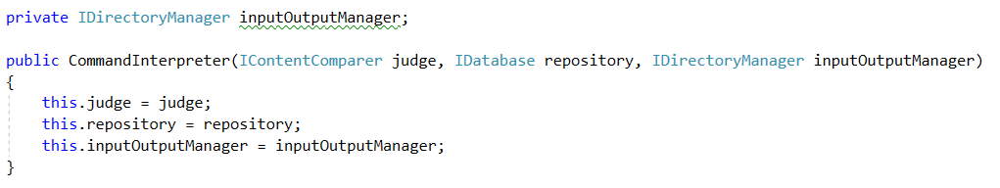 private IDirectoryManager inputOutputManager;
public CommandInterpreter(IContentComparer judge, IDatabase repository, IDirectoryManager inputOutputManager)
{
this.judge = judge;
this.repository = repository;
this.inputOutputManager = inputOutputManager;
}